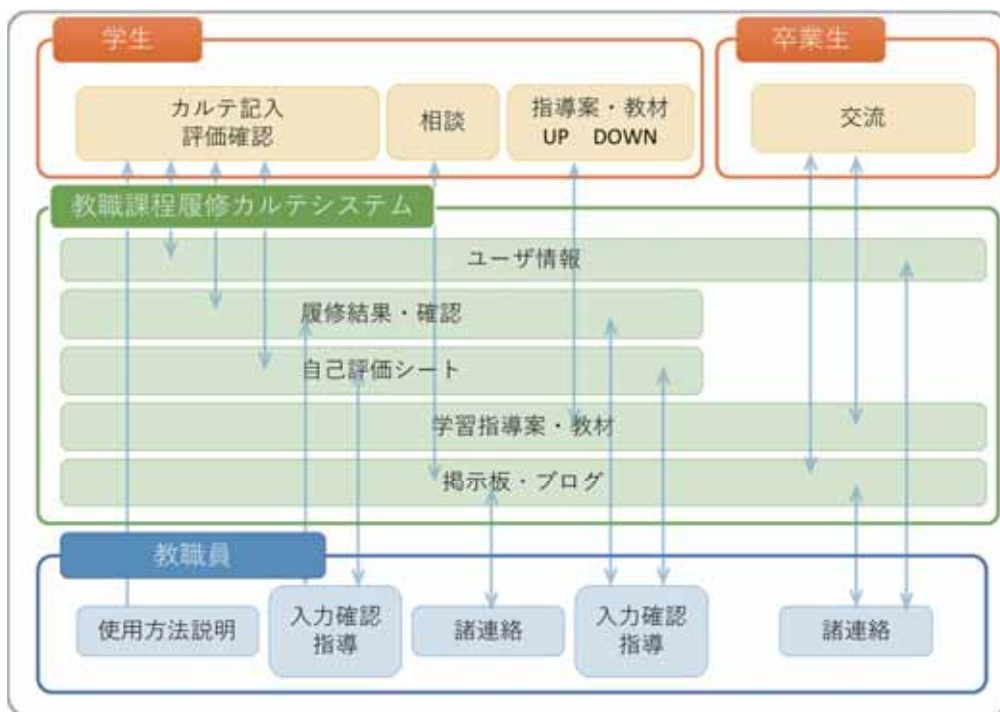 学生
卒業生
カルテ記入
評価確認
相談
指導案・教材
UP DOWN
交流
教職課程履修カルテシステム
ユーザ情報
履修結果・確認
自己評価シート
学習指導案・教材
掲示板・ブログ
教職員
使用方法説明
入力確認
指導
諸連絡
入力確認
指導
諸連絡